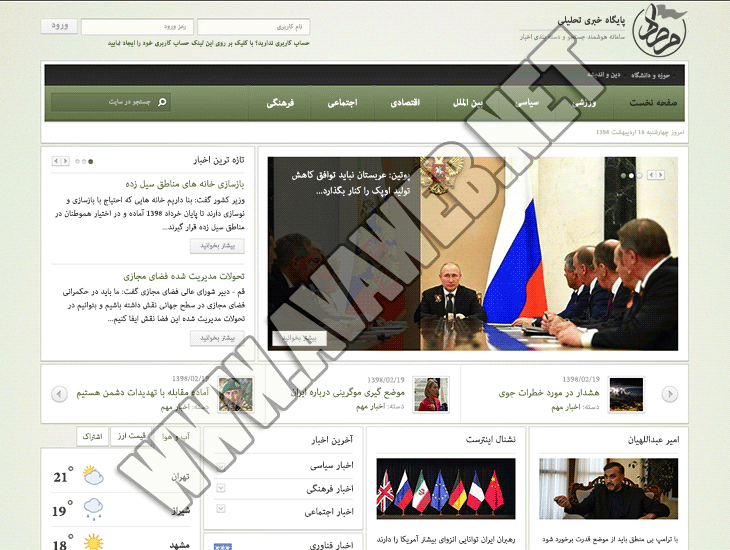 پایگاه خبری تحلیلی
سامانه هوشمند جستجو و دسته بندی اخبار
نام کاربری
رمز ورود
ورود
حساب کاربری ندارید؟ با کلیک بر روی این لینک حساب کاربری خود را ایجاد نمایید
حوزه و دانشگاه
دین و اندیشه
صفحه نخست
ورزشی
سیاسی
بین الملل
اقتصادی
اجتماعی
فرهنگی
جستجو در سایت
امروز چهارشنبه 18 اردیبهشت 1398
پوتین: عربستان نباید توافق کاهش
تولید اوپک را کنار بگذارد...
بیشتر بخوانید
تازه ترین اخبار
بازسازی خانه های مناطق سیل زده
وزیر کشور گفت: بنا داریم خانه هایی که احتیاج با بازسازی و
نوسازی دارند تا پایان خرداد 1398 آماده و در اختیار هموطنان در
مناطق سیل زده قرار گیرند...
بیشتر بخوانید
تحولات مدیریت شده فضای مجازی
قم - دبیر شورای عالی فضای مجازی گفت: ما باید در حکمرانی
فضای مجازی در سطح جهانی نقش داشته باشیم و بتوانیم در
تحولات مدیریت شده این فضا نقش ایفا کنیم...
بیشتر بخوانید
1398/02/19
هشدار در مورد خطرات جوی
دسته: اخبار مهم
1398/02/19
موضع گیری موگرینی درباره ایران
دسته: اخبار مهم
1398/02/19
آماده مقابله با تهدیدات دشمن هستیم
دسته: اخبار مهم
امیر عبداللهیان
با ترامپ بی منطق باید از موضع قدرت برخورد شود
نشنال اینترست
رهبران ایران توانایی انزوای بیشتر آمریکا را دارند
آخرین اخبار
اخبار سیاسی
اخبار فرهنگی
اخبار اجتماعی
اخبار فناوری
آب و هوا
قیمت ارز
اشتراک
تهران
21°
شیراز
19°
مشهد
18°
WWW.AVAWEB.NET